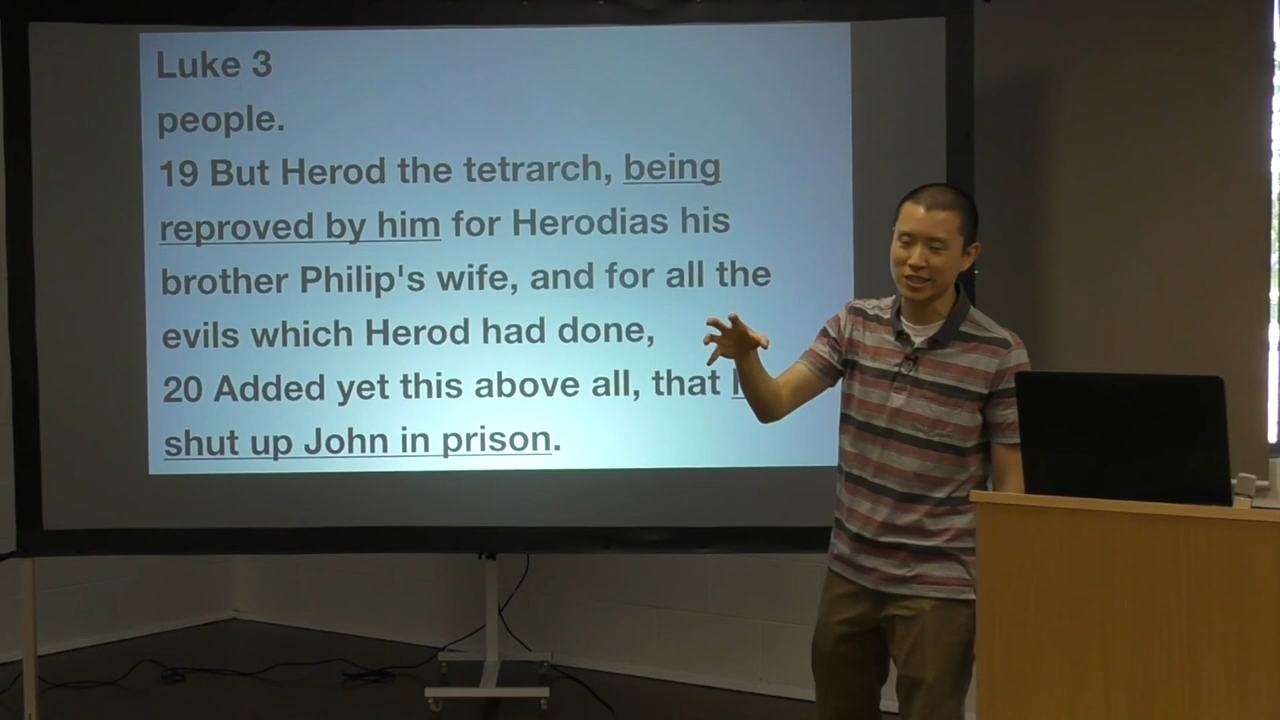 Luke 3
people.
19 But Herod the tetrarch, being
reproved by him for Herodias his
brother Philip's wife, and for all the
evils which Herod had done,
20 Added yet this above all, that
shut up John in prison.